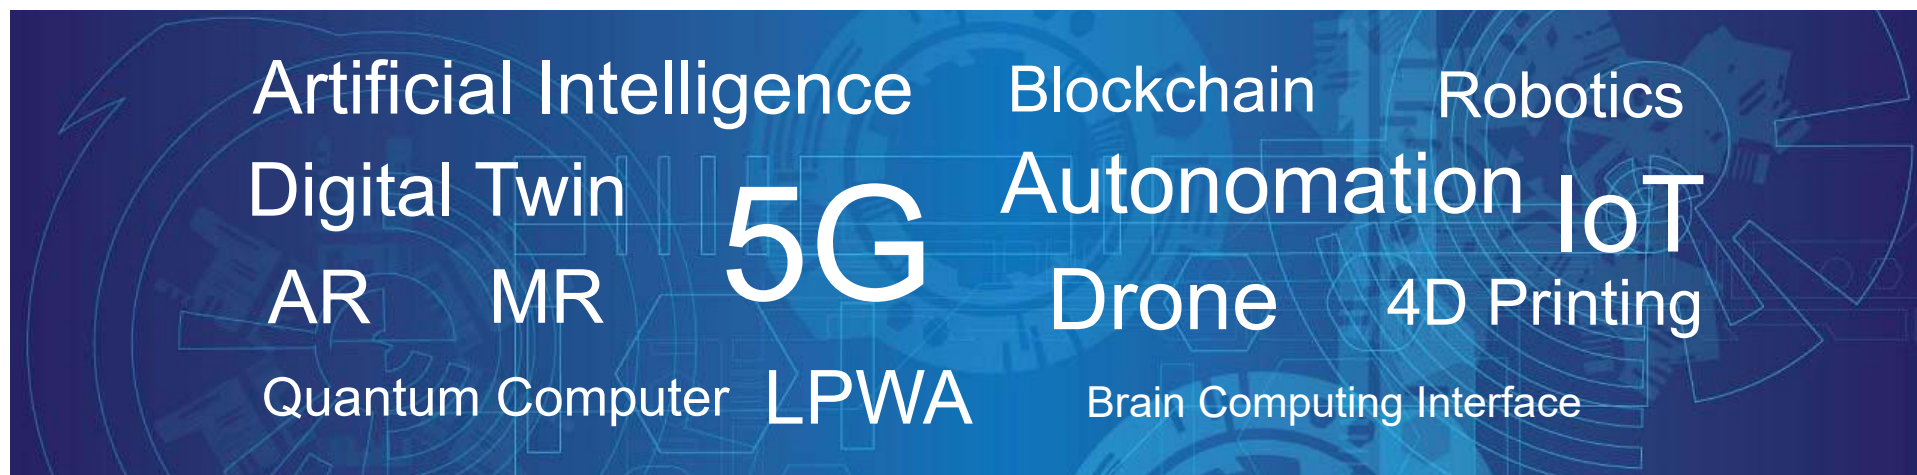 Artificial Intelligence
Blockchain
Robotics
Digital Twin
5G
Autonomation
IoT
AR
MR
Drone
4D Printing
Quantum Computer
LPWA
Brain Computing Interface